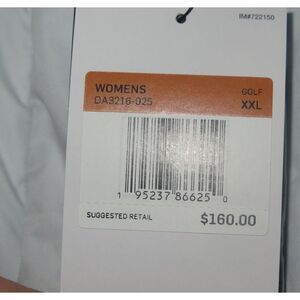 IM#722150
WOMENS GOLF
DA3216-025 XXL
1 95237 86625 0
SUGGESTED RETAIL $160.00